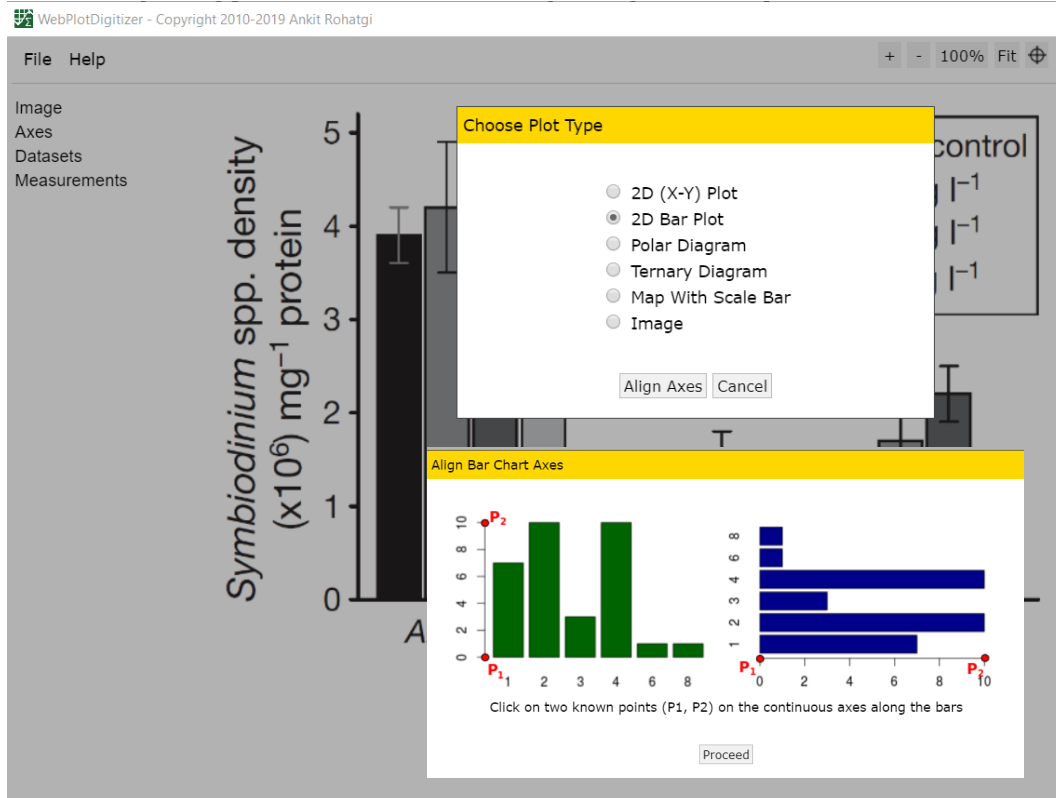 WebPlotDigitizer - Copyright 2010-2019 Ankit Rohatgi
File Help
+ - 100% Fit
Image
Axes
Datasets
Measurements
Symbiodinium spp. density
(x10⁶) mg⁻¹ protein
5
4
3
2
1
0
A
control
l⁻¹
l⁻¹
l⁻¹
Choose Plot Type
2D (X-Y) Plot
2D Bar Plot
Polar Diagram
Ternary Diagram
Map With Scale Bar
Image
Align Axes Cancel
Align Bar Chart Axes
P₂
10
8
6
4
2
0
P₁
1 2 3 4 6 8
8
6
4
3
2
1
P₁ P₂
0 2 4 6 8 10
Click on two known points (P1, P2) on the continuous axes along the bars
Proceed